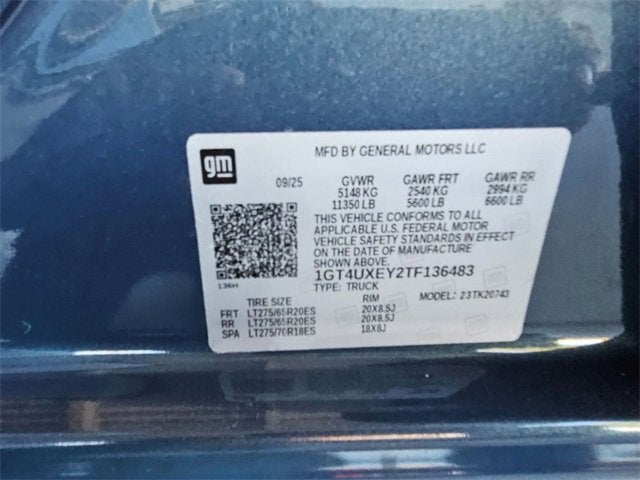 gm
MFD BY GENERAL MOTORS LLC
09/25 GVWR GAWR FRT GAWR RR
5148 KG 2540 KG 2994 KG
11350 LB 5600 LB 6600 LB
THIS VEHICLE CONFORMS TO ALL
APPLICABLE U.S. FEDERAL MOTOR
VEHICLE SAFETY STANDARDS IN EFFECT
ON THE DATE OF MANUFACTURE
SHOWN ABOVE.
1GT4UXEY2TF136483
136H
TYPE: TRUCK MODEL: 23TK20743
TIRE SIZE RIM
FRT LT275/65R20ES 20X8.5J
RR LT275/65R20ES 20X8.5J
SPA LT275/70R18ES 18X8J